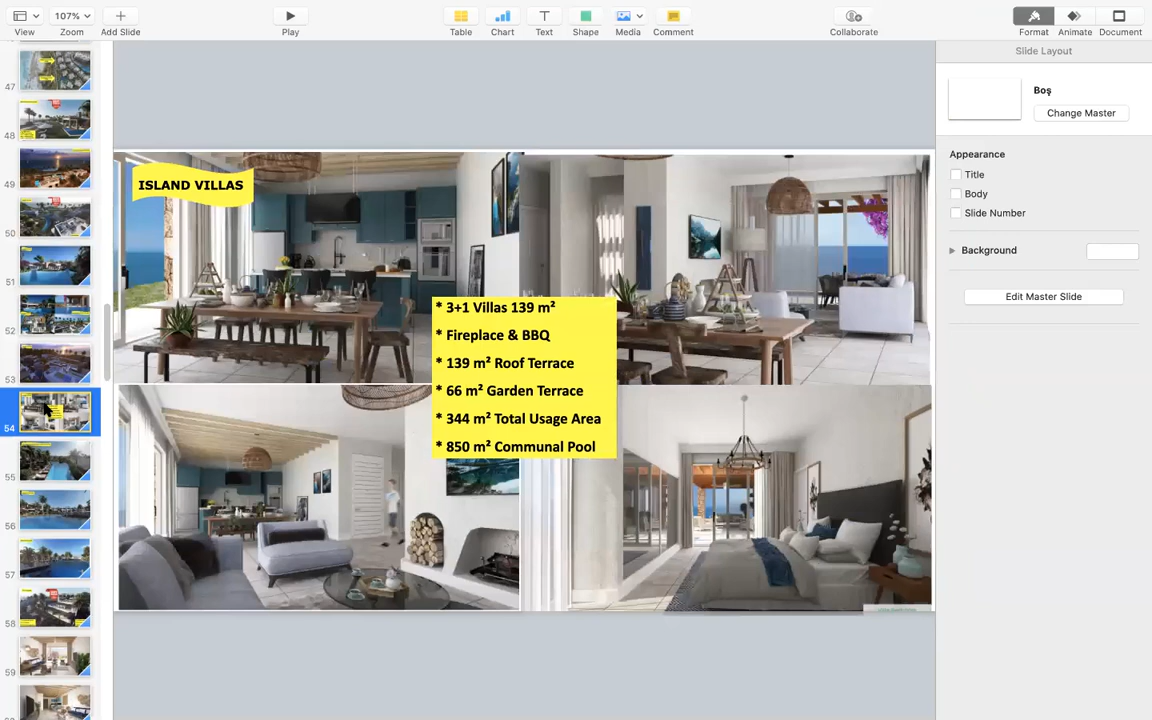 107%
View
Zoom
Add Slide
Play
Table
Chart
Text
Shape
Media
Comment
Collaborate
Format
Animate
Document
Slide Layout
Boş
Change Master
Appearance
Title
Body
Slide Number
Background
Edit Master Slide
47
48
49
50
51
52
53
54
55
56
57
58
59
ISLAND VILLAS
* 3+1 Villas 139 m²
* Fireplace & BBQ
* 139 m² Roof Terrace
* 66 m² Garden Terrace
* 344 m² Total Usage Area
* 850 m² Communal Pool